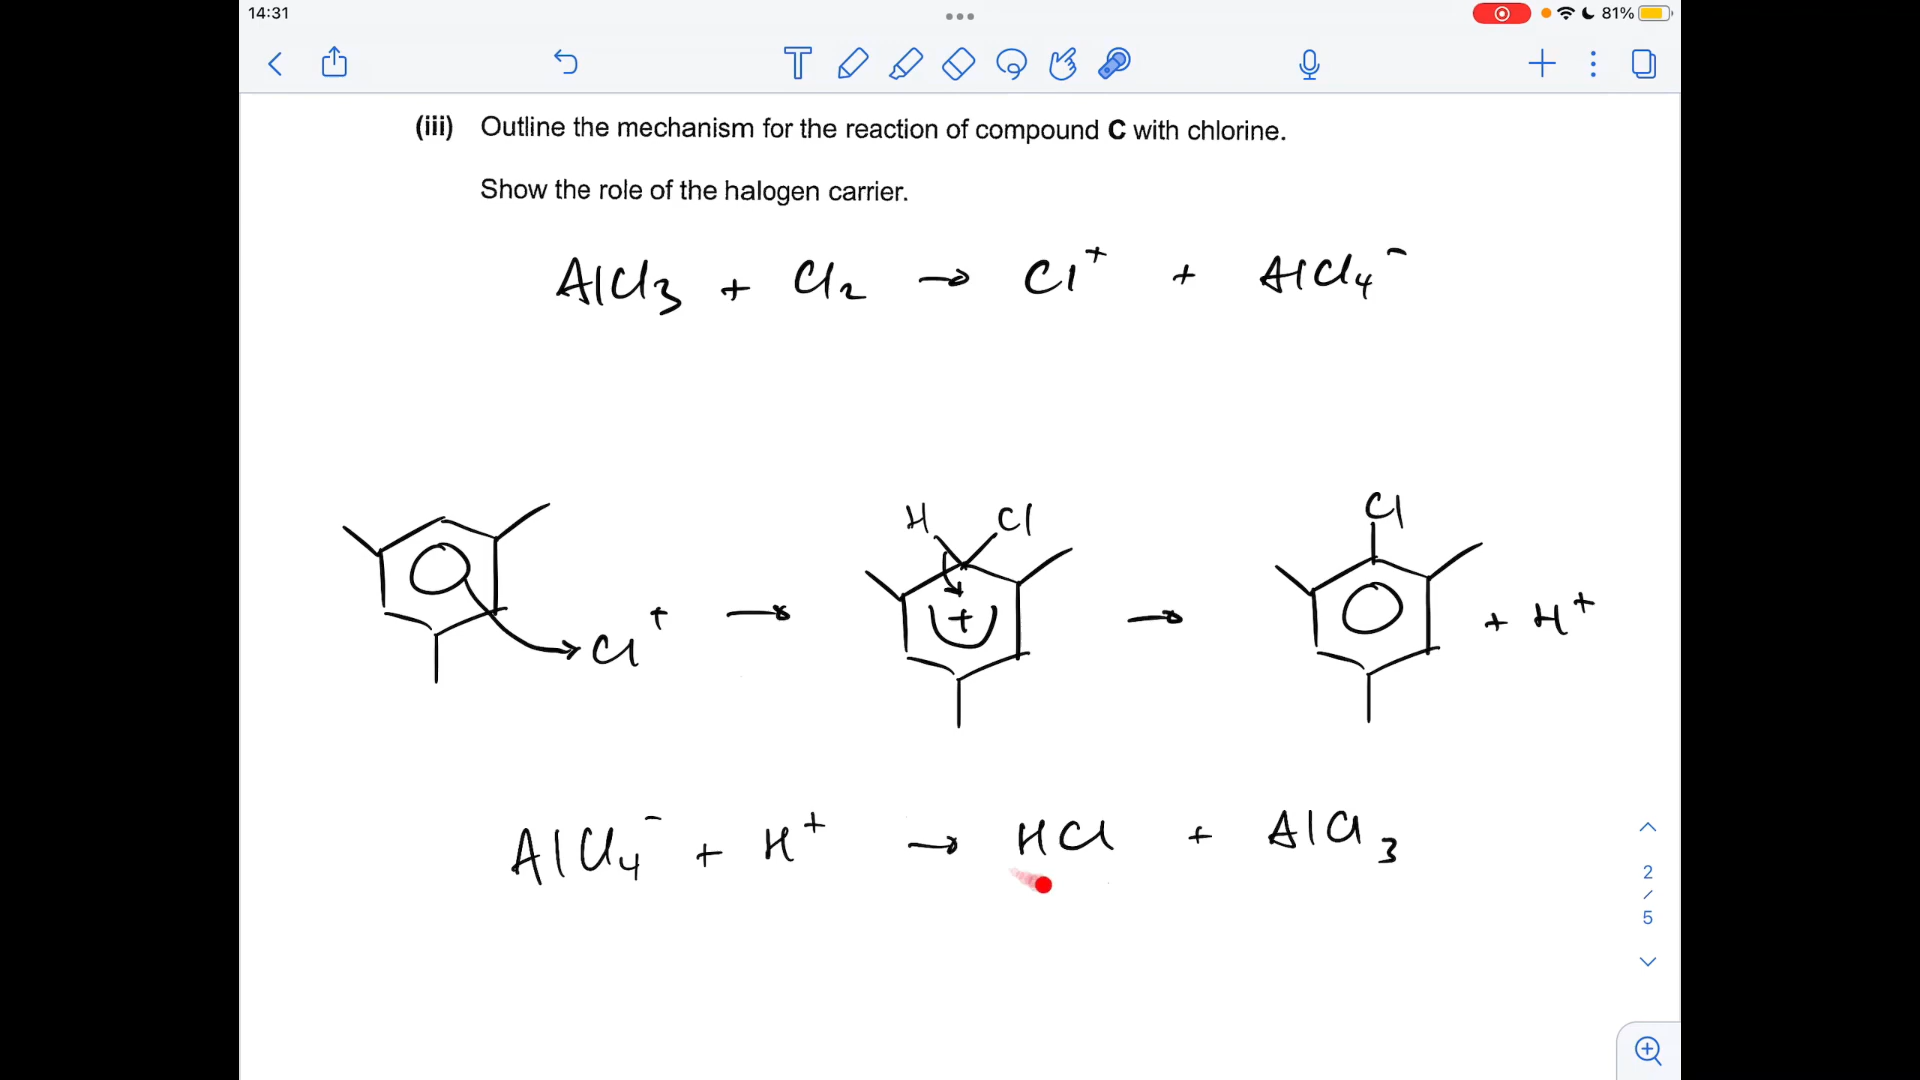 14:31
81%
(iii) Outline the mechanism for the reaction of compound C with chlorine.
Show the role of the halogen carrier.
AlCl3 + Cl2 → Cl⁺ + AlCl4⁻
Cl⁺ →
H Cl
+
→
Cl
+ H⁺
AlCl4⁻ + H⁺ → HCl + AlCl3
2
/
5